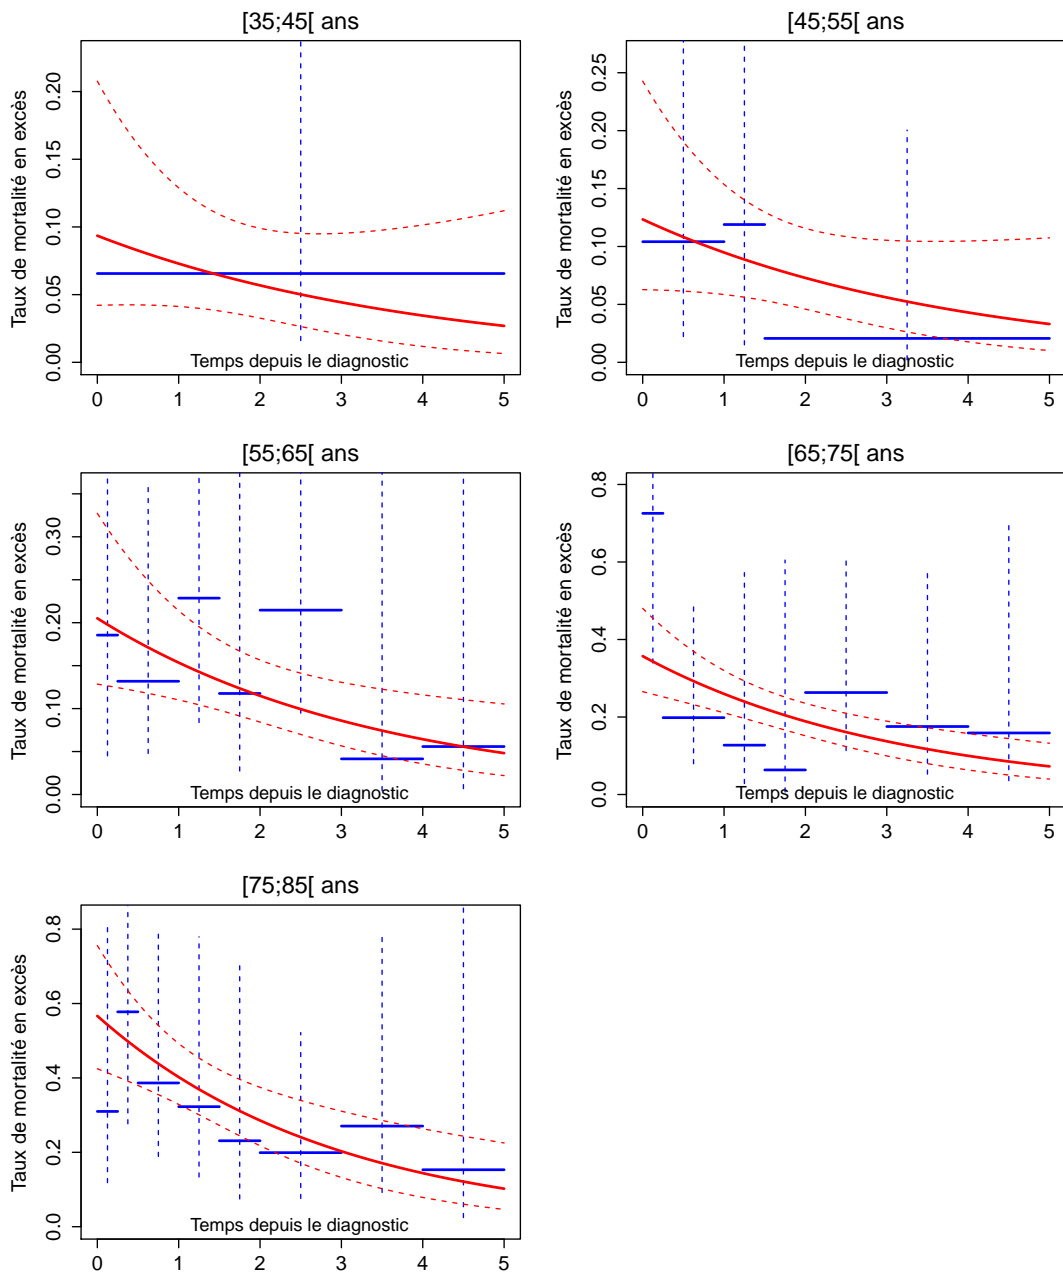 [35;45[ ans
Taux de mortalité en excès
0.00 0.05 0.10 0.15 0.20
Temps depuis le diagnostic
0 1 2 3 4 5
[45;55[ ans
Taux de mortalité en excès
0.00 0.05 0.10 0.15 0.20 0.25
Temps depuis le diagnostic
0 1 2 3 4 5
[55;65[ ans
Taux de mortalité en excès
0.00 0.10 0.20 0.30
Temps depuis le diagnostic
0 1 2 3 4 5
[65;75[ ans
Taux de mortalité en excès
0.0 0.2 0.4 0.6 0.8
Temps depuis le diagnostic
0 1 2 3 4 5
[75;85[ ans
Taux de mortalité en excès
0.0 0.2 0.4 0.6 0.8
Temps depuis le diagnostic
0 1 2 3 4 5